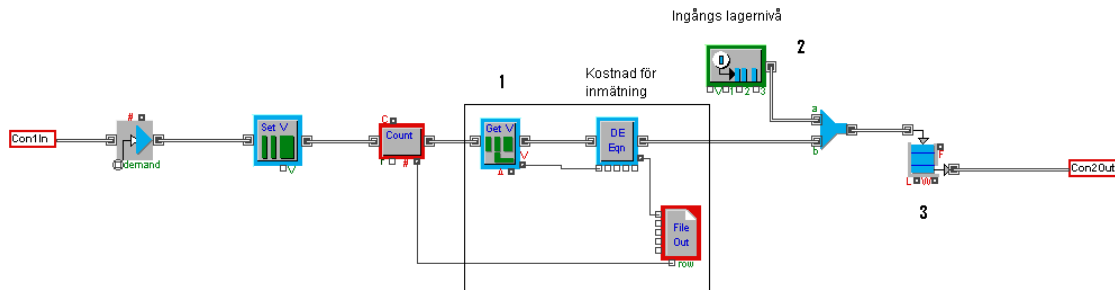 Ingångs lagernivå
2
V 1 2 3
1
Kostnad för
inmätning
Con1In
#
demand
Set V
V
C
Count
r #
Get V
V
A
DE
Eqn
a
b
F
L W
3
Con2Out
File
Out
row